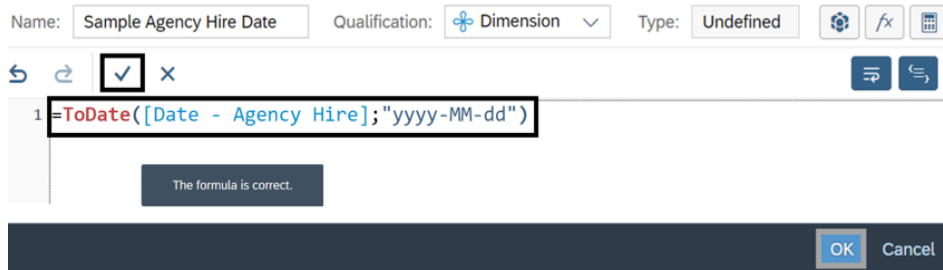 Name: Sample Agency Hire Date Qualification: Dimension Type: Undefined fx
1 =ToDate([Date - Agency Hire];"yyyy-MM-dd")
The formula is correct.
OK Cancel